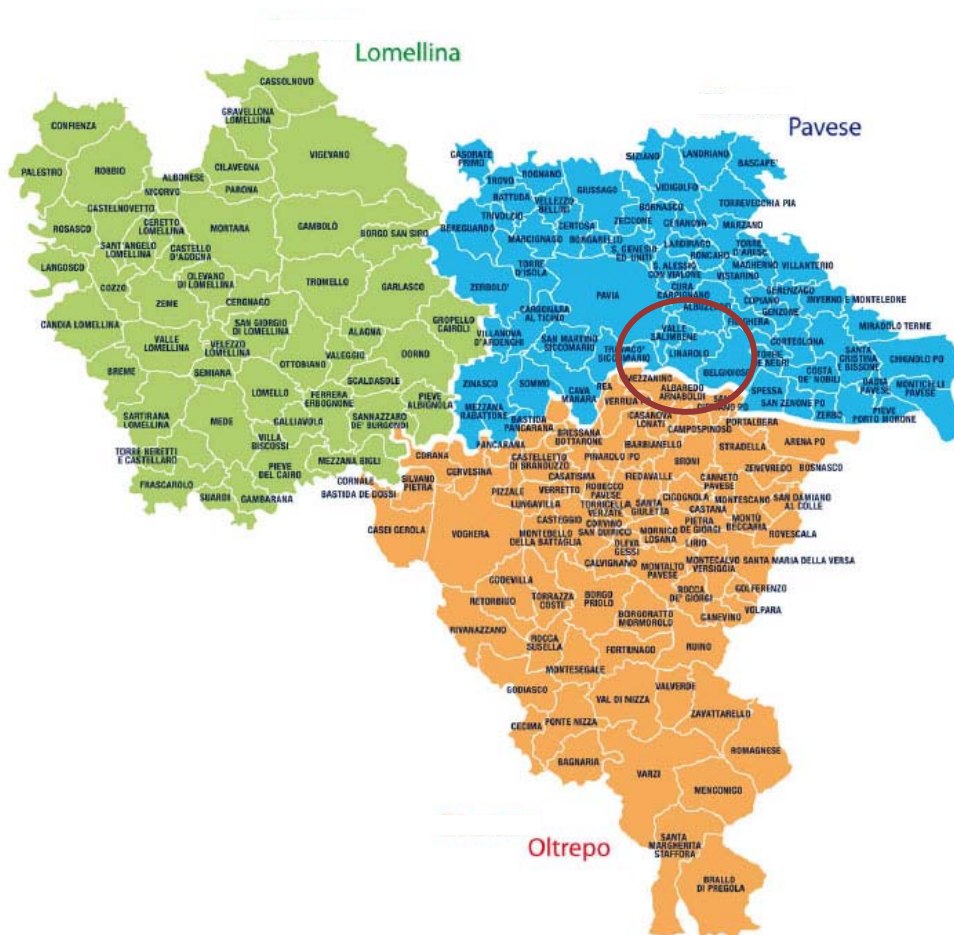 Lomellina
CASSOLNOVO
GRAVELLONA
LOMELLINA
CONFIENZA
VIGEVANO
PALESTRO
ROBBIO
CILAVEGNA
ALBONESE
NICORVO
PARONA
CASTELNOVETTO
ROSASCO
CERETTO
LOMELLINA
MORTARA
GAMBOLO
BORGO SAN SIRO
SANT'ANGELO
LOMELLINA
CASTELLO
D'AGOGNA
LANGOSCO
COZZO
OLEVANO
DI LOMELLINA
TROMELLO
GARLASCO
ZEME
CERGNAGO
CANDIA LOMELLINA
SAN GIORGIO
DI LOMELLINA
ALAGNA
GROPELLO
CAIROLI
VALLE
LOMELLINA
VELEZZO
LOMELLINA
OTTOBIANO
VALEGGIO
DORNO
BREME
SEMIANA
SCALDASOLE
LOMELLO
FERRERA
ERBOGNONE
PIEVE
ALBIGNOLA
SARTIRANA
LOMELLINA
MEDE
GALLIAVOLA
SANNAZZARO
DE' BURGONDI
VILLA
BISCOSSI
TORRE BERETTI
E CASTELLARO
PIEVE
DEL CAIRO
MEZZANA BIGLI
FRASCAROLO
SUARDI
GAMBARANA
Pavese
CASORATE
PRIMO
SIZIANO
LANDRIANO
BASCAPE'
ROGNANO
TROVO
GIUSSAGO
VIDIGULFO
BATTUDA
VELLEZZO
BELLINI
BORNASCO
TORREVECCHIA PIA
TRIVOLZIO
ZECCONE
CERTOSA
CERANOVA
MARZANO
BEREGUARDO
MARCIGNAGO
BORGARELLO
LARDIRAGO
S. GENESIO
ED UNITI
RONCARO
TORRE
D'ARESE
TORRE
D'ISOLA
S. ALESSIO
CON VIALONE
MAGHERNO
VILLANTERIO
VISTARINO
ZERBOLO'
PAVIA
CURA
CARPIGNANO
GERENZAGO
COPIANO
INVERNO E MONTELEONE
CARBONARA
AL TICINO
GENZONE
VILLANOVA
D'ARDENGHI
SAN MARTINO
SICCOMARIO
VALLE
SALIMBENE
MIRADOLO TERME
CORTEOLONA
LINAROLO
SANTA
CRISTINA
E BISSONE
CHIGNOLO PO
BELGIOIOSO
COSTA
DE' NOBILI
BADIA
PAVESE
MONTICELLI
PAVESE
ZINASCO
SOMMO
CAVA
MANARA
SPESSA
SAN ZENONE PO
ZERBO
PIEVE
PORTO MORONE
MEZZANA
RABATTONE
Oltrepo
REA
MEZZANINO
ALBAREDO
ARNABOLDI
BASTIDA
PANCARANA
CASANOVA
LONATI
PORTALBERA
PANCARANA
BRESSANA
BOTTARONE
CAMPOSPINOSO
CORANA
CASTELLETTO
DI BRANDUZZO
PINAROLO PO
BARBIANELLO
STRADELLA
ARENA PO
CERVESINA
CASATISMA
BRONI
ZENEVREDO
BOSNASCO
CORNALE
BASTIDA DE DOSSI
SILVANO
PIETRA
PIZZALE
VERRETTO
ROBECCO
PAVESE
CANNETO
PAVESE
LUNGAVILLA
TORRICELLA
VERZATE
SANTA
GIULETTA
CIGOGNOLA
MONTESCANO
SAN DAMIANO
AL COLLE
CASTANA
CASEI GEROLA
VOGHERA
CASTEGGIO
MONTEBELLO
DELLA BATTAGLIA
CORVINO
SAN QUIRICO
MORNICO
LOSANA
PIETRA
DE GIORGI
MONTÙ
BECCARIA
ROVESCALA
OLEVA
GESSI
LIRIO
CALVIGNANO
MONTALTO
PAVESE
MONTECALVO
VERSIGGIA
SANTA MARIA DELLA VERSA
CODEVILLA
GOLFERENZO
RETORBIDO
TORRAZZA
COSTE
BORGO
PRIOLO
ROCCA
DE' GIORGI
VOLPARA
CANEVINO
BORGORATTO
MORMOROLO
RIVANAZZANO
ROCCA
SUSELLA
FORTUNAGO
RUINO
MONTESEGALE
GODIASCO
VAL DI NIZZA
VALVERDE
ZAVATTARELLO
CECIMA
PONTE NIZZA
ROMAGNESE
BAGNARIA
VARZI
MENCONICO
SANTA
MARGHERITA
STAFFORA
BRALLO
DI PREGOLA